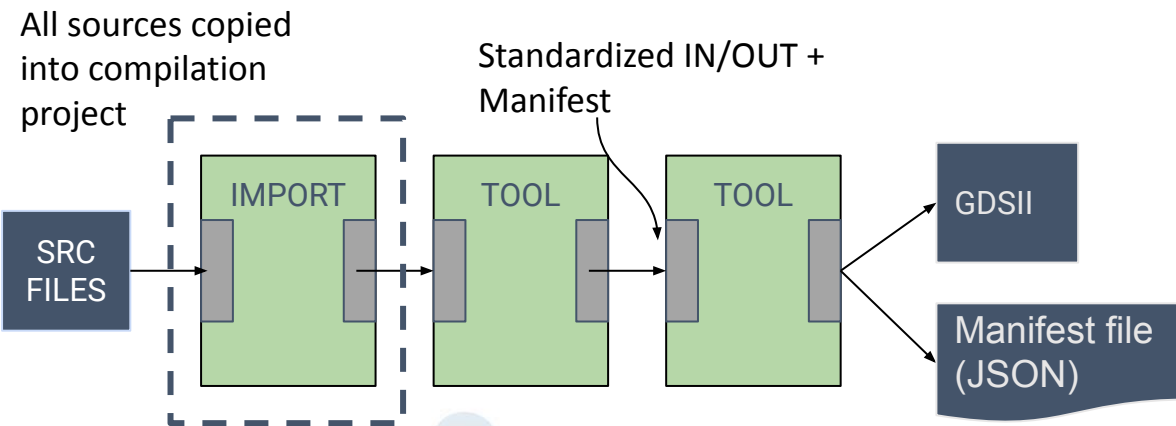 All sources copied
into compilation
project
Standardized IN/OUT +
Manifest
IMPORT
TOOL
TOOL
SRC
FILES
GDSII
Manifest file
(JSON)